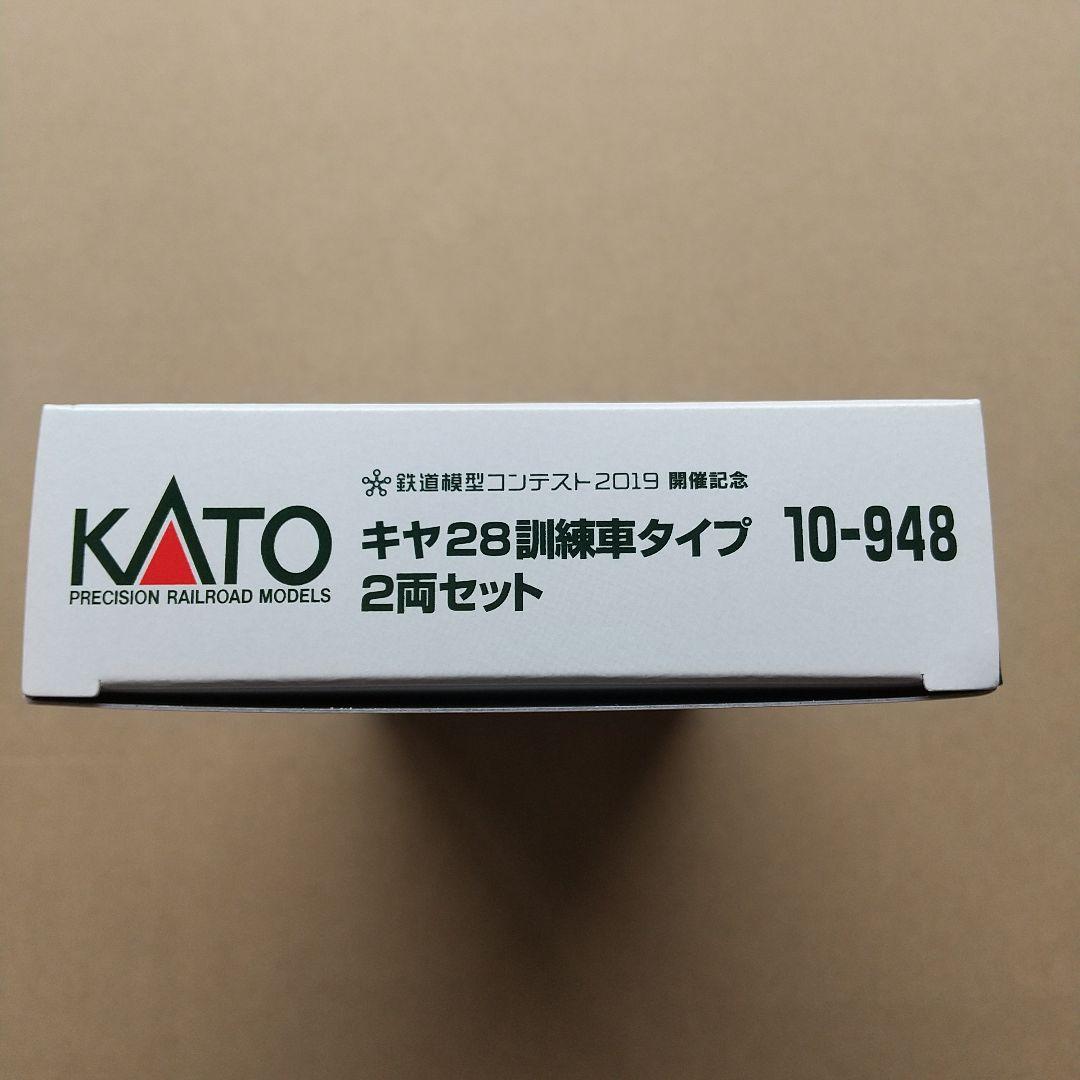 KATO
PRECISION RAILROAD MODELS
鉄道模型コンテスト2019 開催記念
キヤ28訓練車タイプ 10-948
2両セット